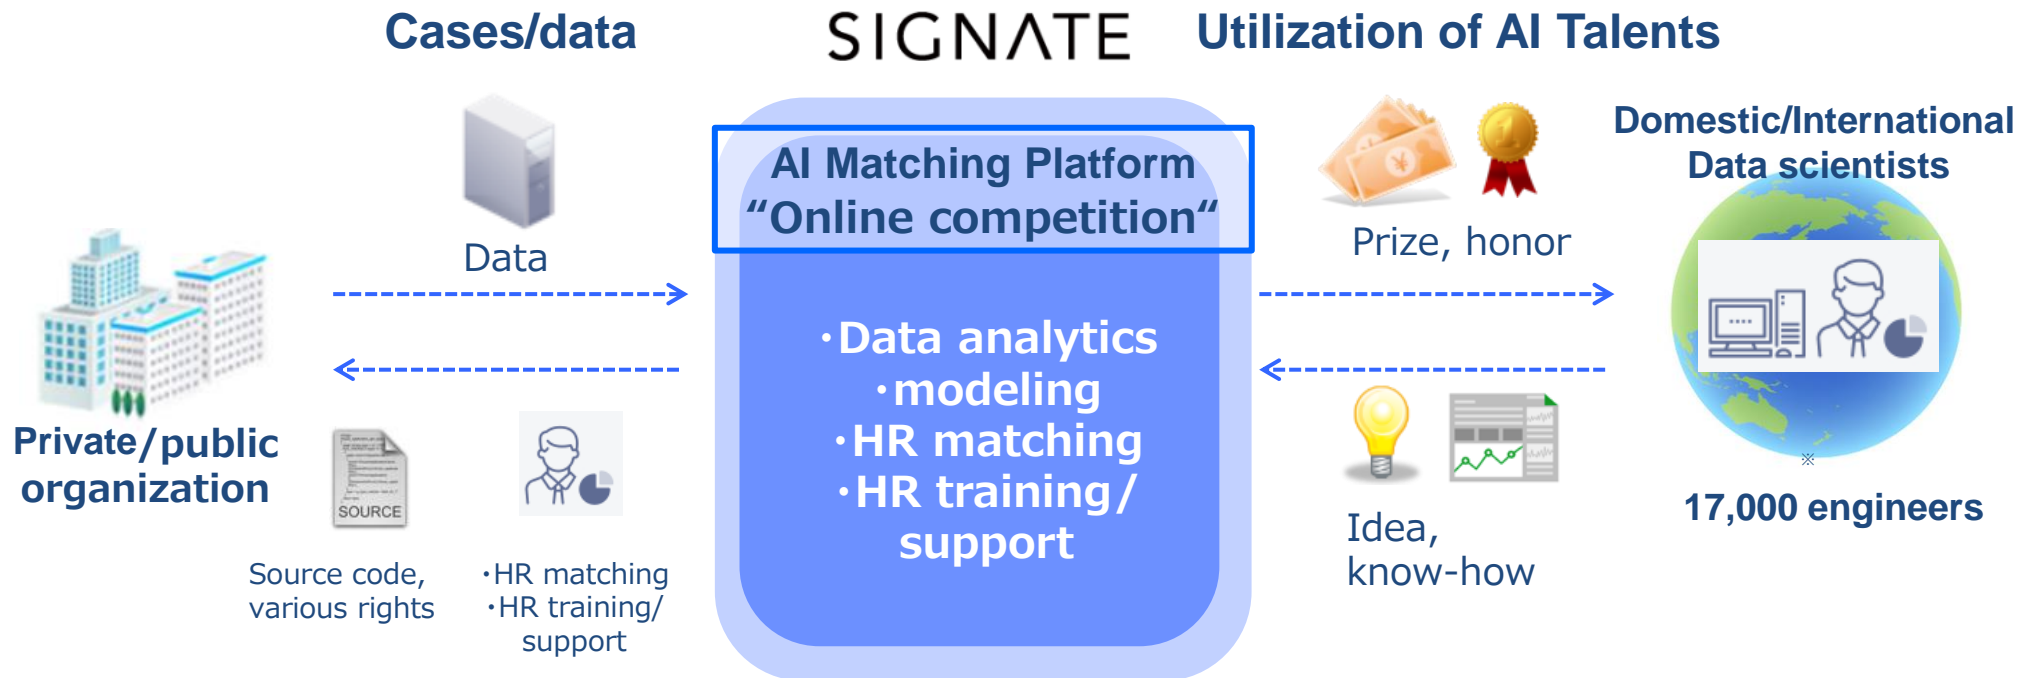 Cases/data
SIGNATE
Utilization of AI Talents
Data
Private/public
organization
SOURCE
Source code,
various rights
・HR matching
・HR training/
support
AI Matching Platform
“Online competition“
・Data analytics
・modeling
・HR matching
・HR training/
support
Prize, honor
Idea,
know-how
Domestic/International
Data scientists
※
17,000 engineers